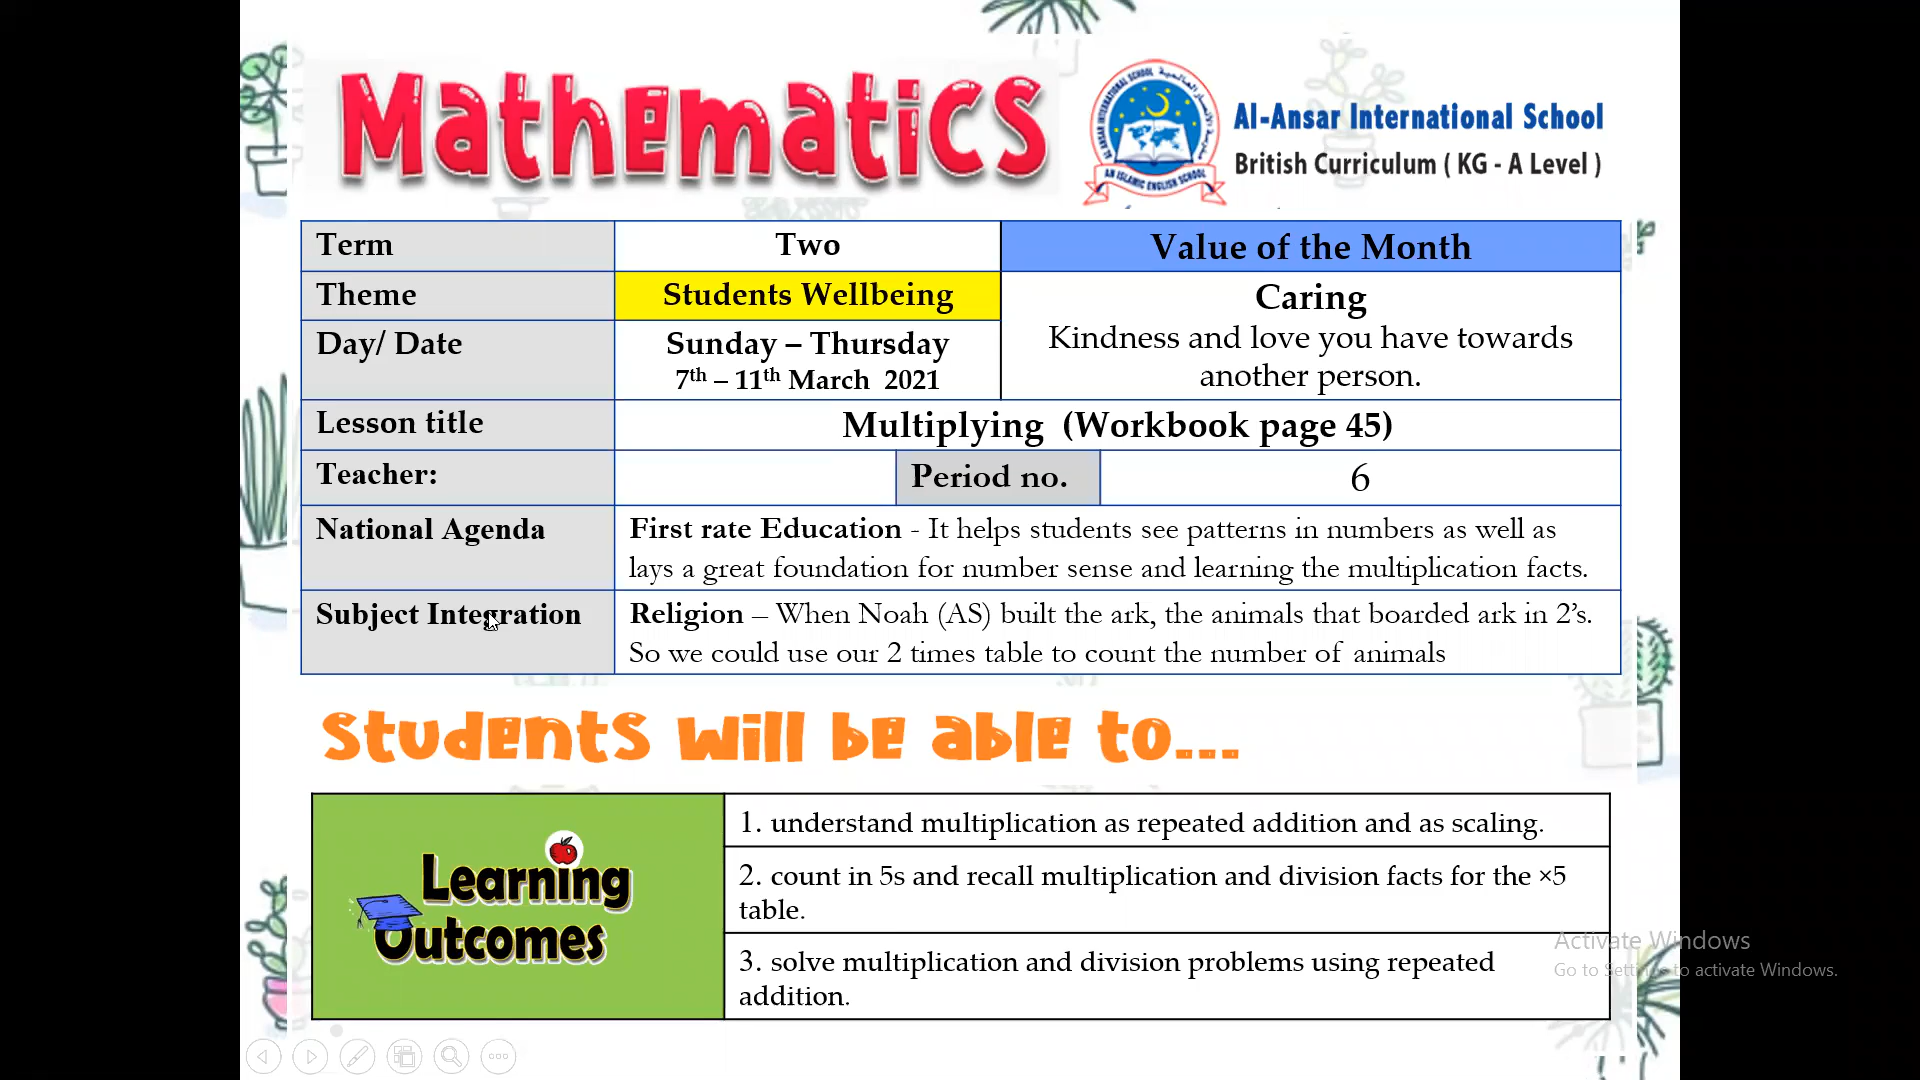 Mathematics
Al-Ansar International School
British Curriculum ( KG - A Level )
AN ISLAMIC ENGLISH SCHOOL
Term
Two
Value of the Month
Theme
Students Wellbeing
Caring
Kindness and love you have towards
another person.
Day/ Date
Sunday – Thursday
7th – 11th March 2021
Lesson title
Multiplying (Workbook page 45)
Teacher:
Period no.
6
National Agenda
First rate Education - It helps students see patterns in numbers as well as
lays a great foundation for number sense and learning the multiplication facts.
Subject Integration
Religion – When Noah (AS) built the ark, the animals that boarded ark in 2’s.
So we could use our 2 times table to count the number of animals
Students will be able to...
Learning
Outcomes
1. understand multiplication as repeated addition and as scaling.
2. count in 5s and recall multiplication and division facts for the ×5
table.
3. solve multiplication and division problems using repeated
addition.
Activate Windows
Go to Settings to activate Windows.